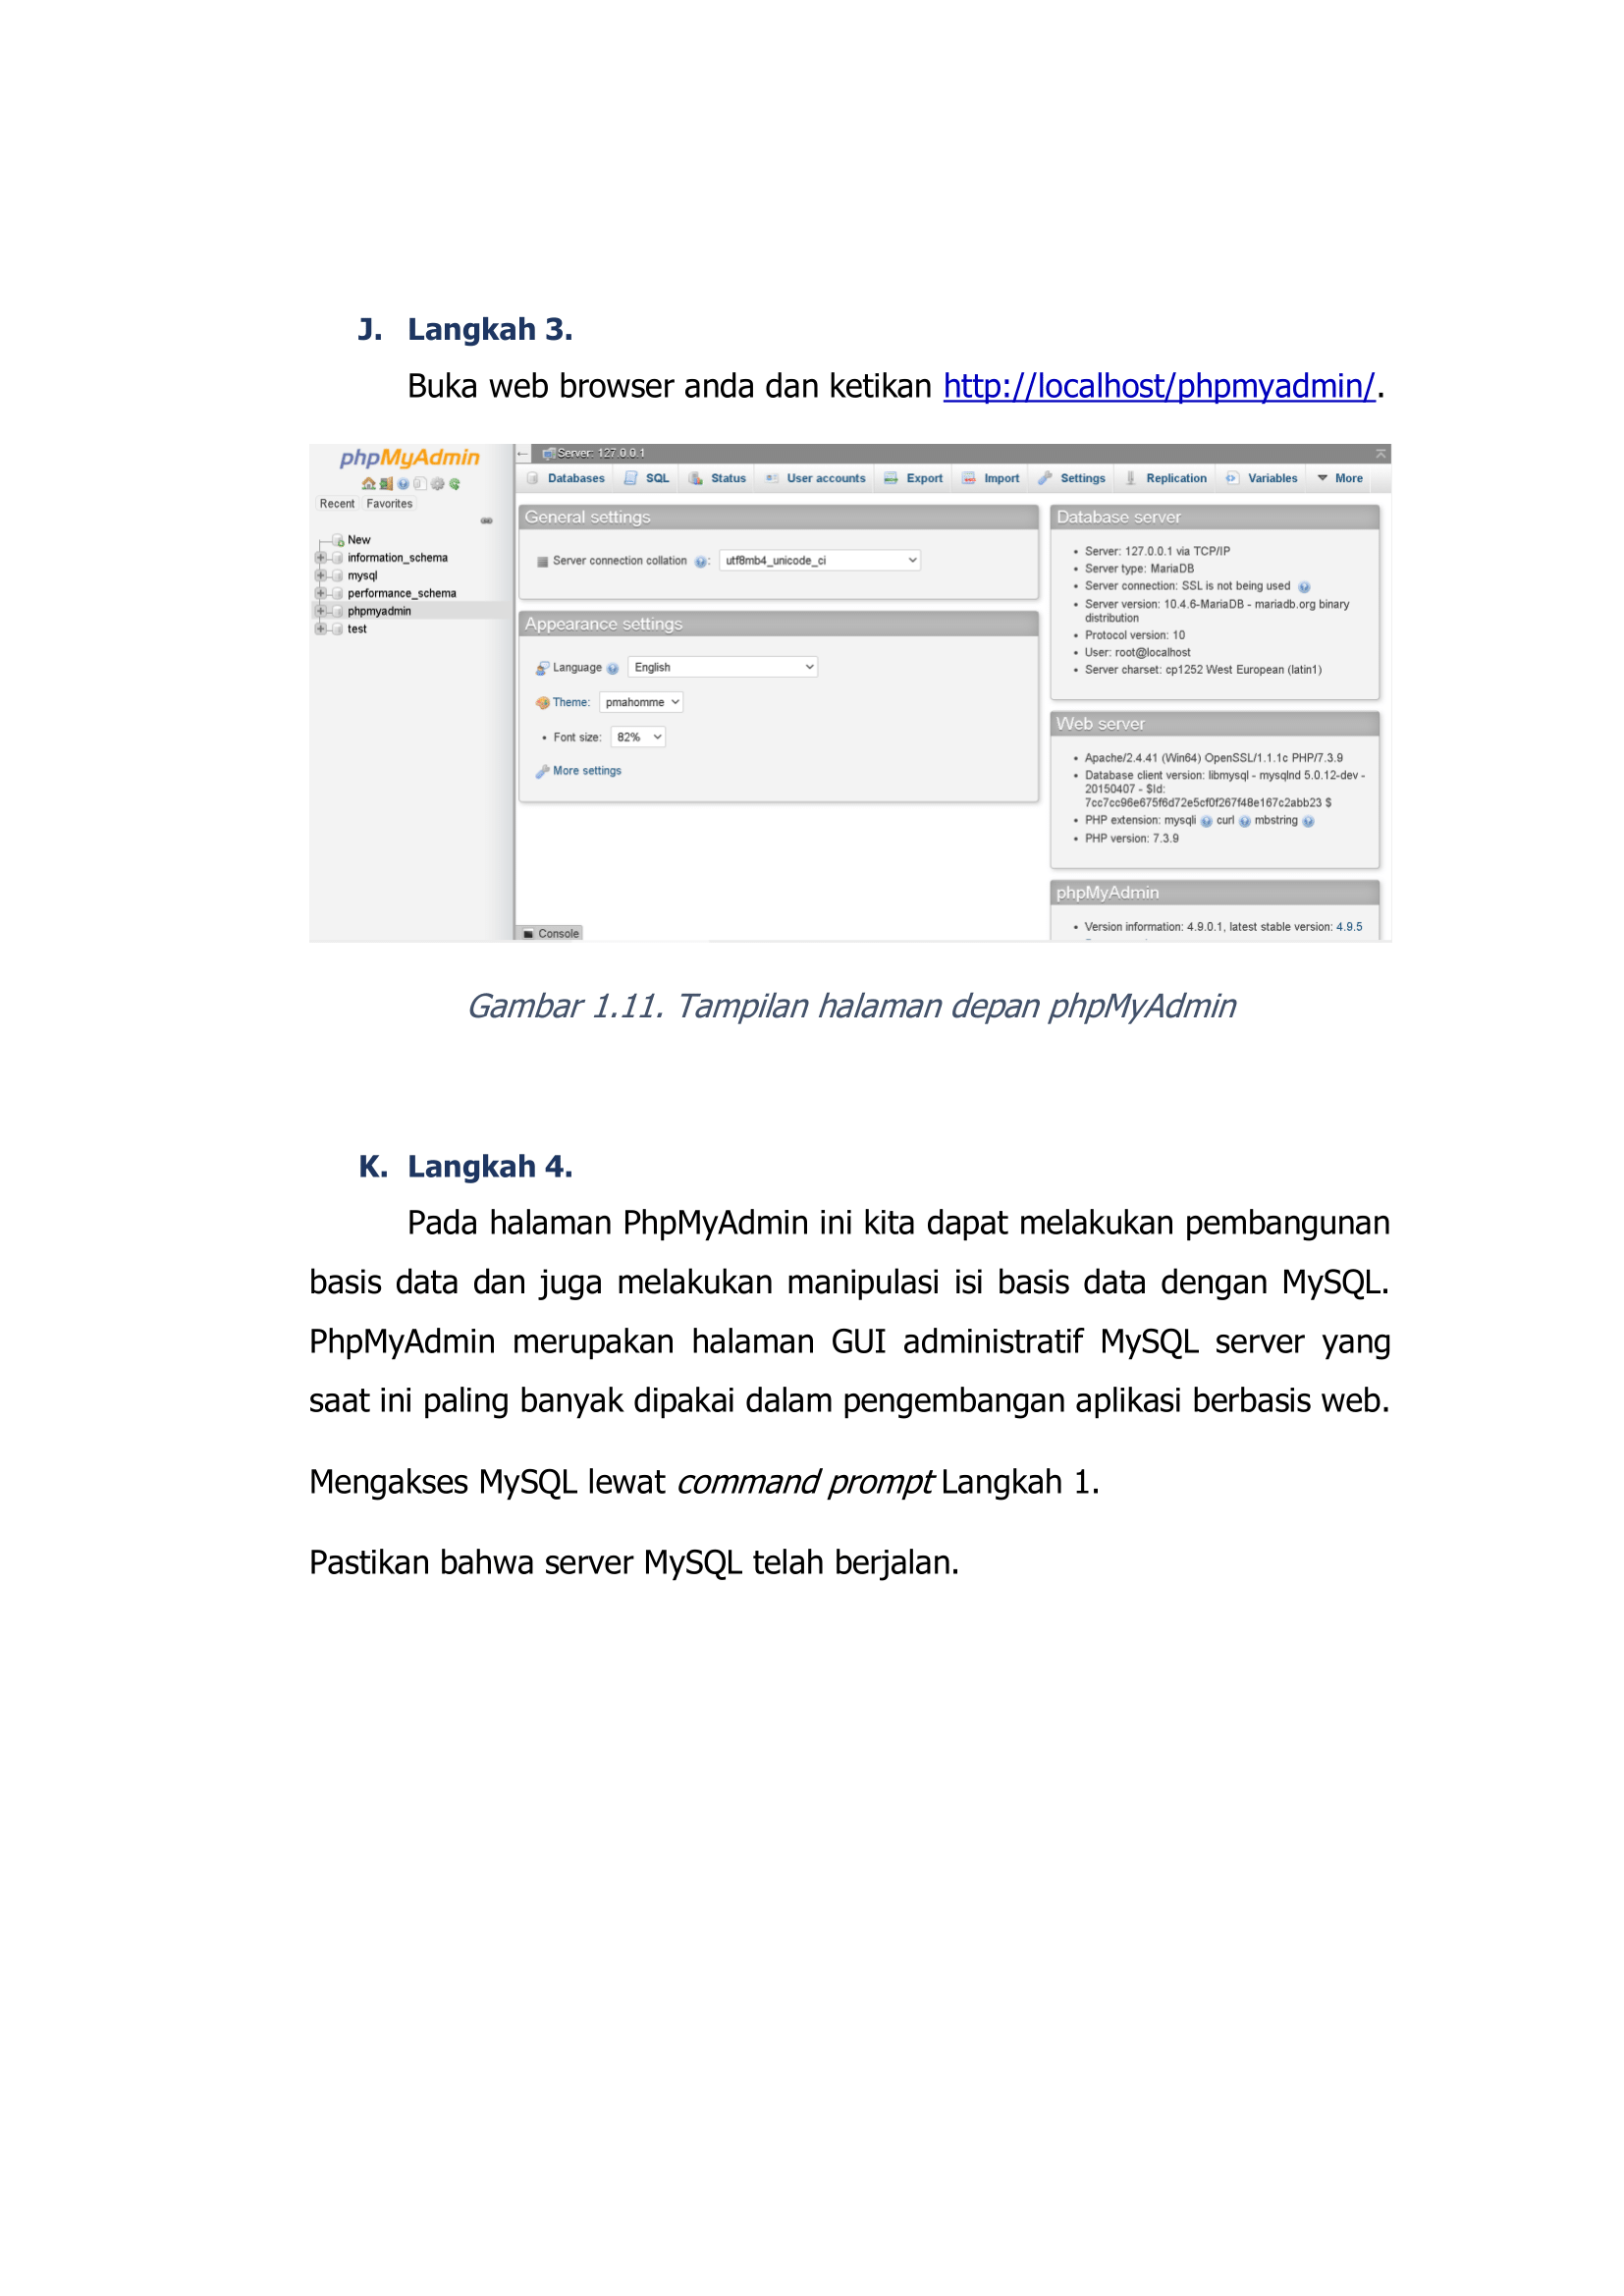 J. Langkah 3.
Buka web browser anda dan ketikan http://localhost/phpmyadmin/.
phpMyAdmin
Recent Favorites
New
information_schema
mysql
performance_schema
phpmyadmin
test
Server: 127.0.0.1
Databases SQL Status User accounts Export Import Settings Replication Variables More
General settings
Server connection collation : utf8mb4_unicode_ci
Appearance settings
Language English
Theme: pmahomme
• Font size: 82%
More settings
Console
Database server
• Server: 127.0.0.1 via TCP/IP
• Server type: MariaDB
• Server connection: SSL is not being used
• Server version: 10.4.6-MariaDB - mariadb.org binary
distribution
• Protocol version: 10
• User: root@localhost
• Server charset: cp1252 West European (latin1)
Web server
• Apache/2.4.41 (Win64) OpenSSL/1.1.1c PHP/7.3.9
• Database client version: libmysql - mysqlnd 5.0.12-dev -
20150407 - $Id:
7cc7cc96e675f6d72e5cf0f267f48e167c2abb23 $
• PHP extension: mysqli curl mbstring
• PHP version: 7.3.9
phpMyAdmin
• Version information: 4.9.0.1, latest stable version: 4.9.5
Gambar 1.11. Tampilan halaman depan phpMyAdmin
K. Langkah 4.
Pada halaman PhpMyAdmin ini kita dapat melakukan pembangunan
basis data dan juga melakukan manipulasi isi basis data dengan MySQL.
PhpMyAdmin merupakan halaman GUI administratif MySQL server yang
saat ini paling banyak dipakai dalam pengembangan aplikasi berbasis web.
Mengakses MySQL lewat command prompt Langkah 1.
Pastikan bahwa server MySQL telah berjalan.